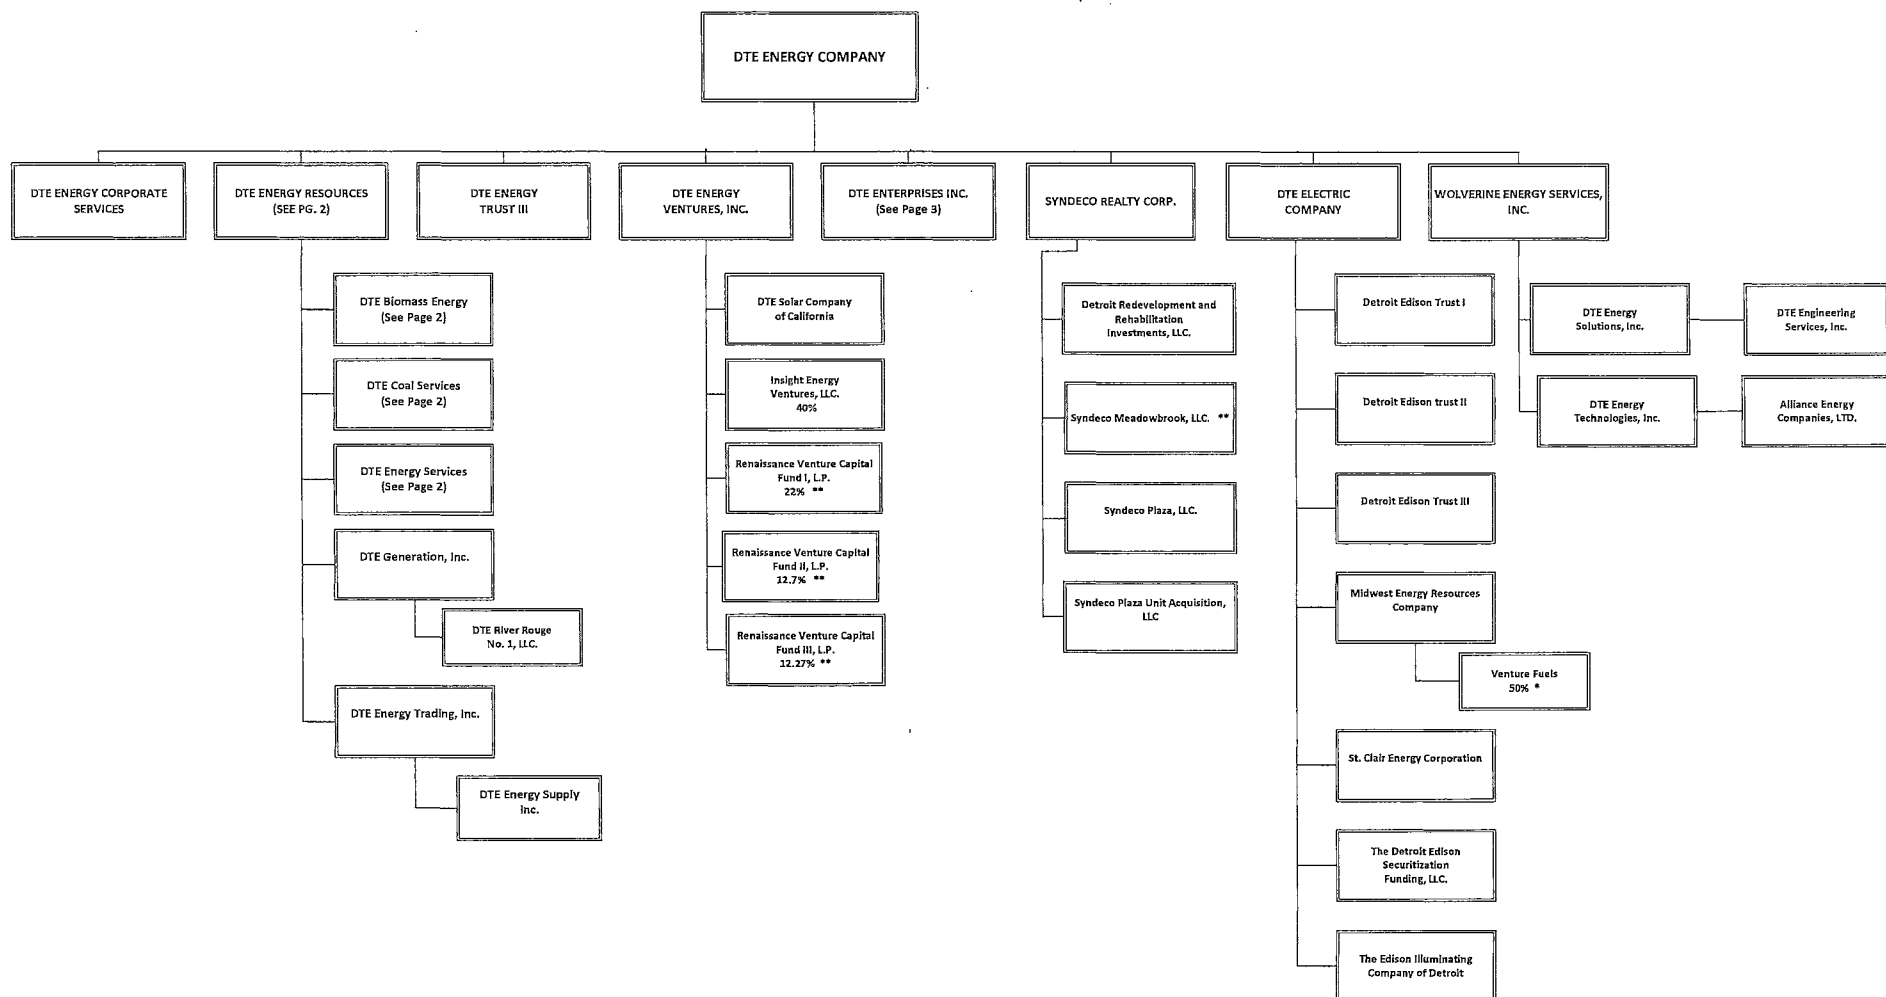 DTE ENERGY COMPANY
DTE ENERGY CORPORATE
SERVICES
DTE ENERGY RESOURCES
(SEE PG. 2)
DTE ENERGY
TRUST III
DTE ENERGY
VENTURES, INC.
DTE ENTERPRISES INC.
(See Page 3)
SYNDECO REALTY CORP.
DTE ELECTRIC
COMPANY
WOLVERINE ENERGY SERVICES,
INC.
DTE Biomass Energy
(See Page 2)
DTE Coal Services
(See Page 2)
DTE Energy Services
(See Page 2)
DTE Generation, Inc.
DTE River Rouge
No. 1, LLC.
DTE Energy Trading, Inc.
DTE Energy Supply
Inc.
DTE Solar Company
of California
Insight Energy
Ventures, LLC.
40%
Renaissance Venture Capital
Fund I, L.P.
22% **
Renaissance Venture Capital
Fund II, L.P.
12.7% **
Renaissance Venture Capital
Fund III, L.P.
12.27% **
Detroit Redevelopment and
Rehabilitation
Investments, LLC.
Syndeco Meadowbrook, LLC. **
Syndeco Plaza, LLC.
Syndeco Plaza Unit Acquisition,
LLC
Detroit Edison Trust I
Detroit Edison trust II
Detroit Edison Trust III
Midwest Energy Resources
Company
Venture Fuels
50% *
St. Clair Energy Corporation
The Detroit Edison
Securitization
Funding, LLC.
The Edison Illuminating
Company of Detroit
DTE Energy
Solutions, Inc.
DTE Engineering
Services, Inc.
DTE Energy
Technologies, Inc.
Alliance Energy
Companies, LTD.